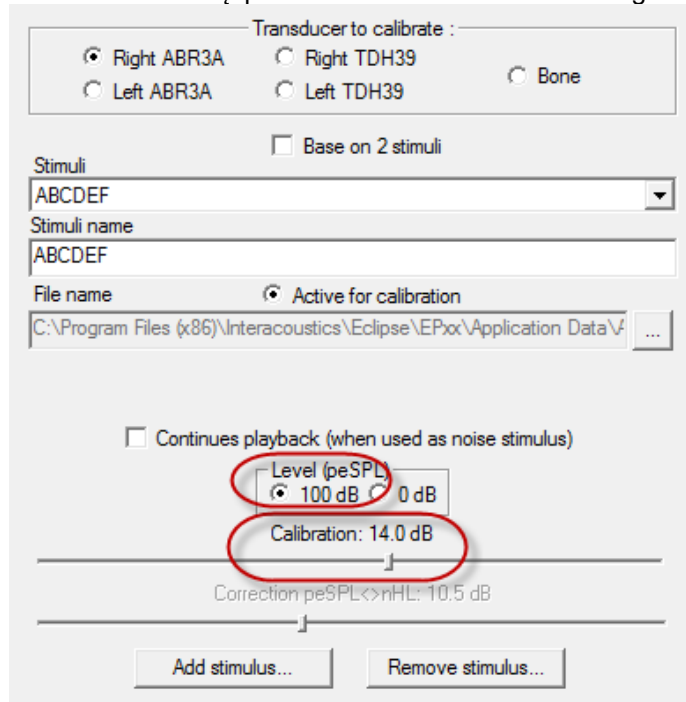 Transducer to calibrate :
Right ABR3A Right TDH39
Bone
Left ABR3A Left TDH39
Base on 2 stimuli
Stimuli
ABCDEF
Stimuli name
ABCDEF
File name Active for calibration
C:\Program Files (x86)\Interacoustics\Eclipse\EPxx\Application Data\
...
Continues playback (when used as noise stimulus)
Level (peSPL)
100 dB 0 dB
Calibration: 14.0 dB
Correction peSPL<>nHL: 10.5 dB
Add stimulus... Remove stimulus...